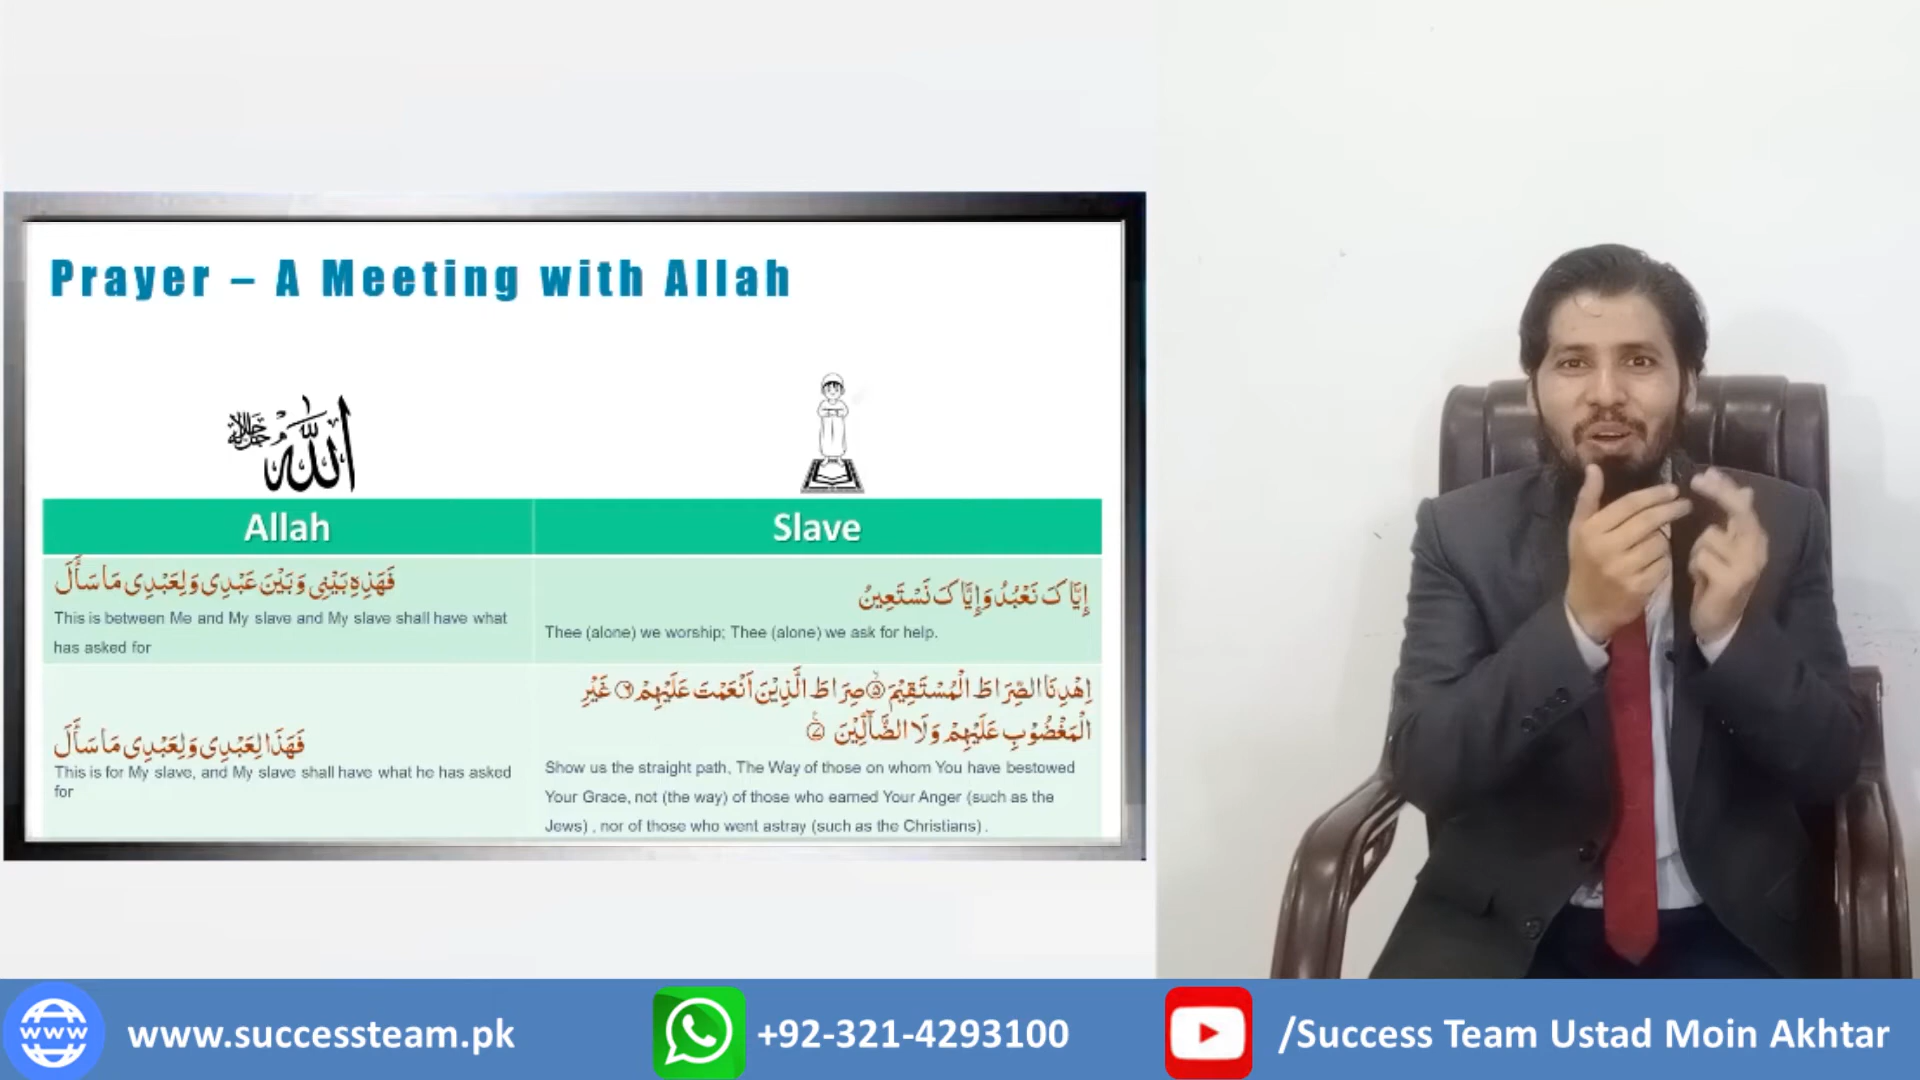 Prayer – A Meeting with Allah
الله جل جلاله
Allah
Slave
فَهَذِهِ بَيْنِي وَبَيْنَ عَبْدِي وَلِعَبْدِي مَا سَأَلَ
This is between Me and My slave and My slave shall have what
has asked for
إِيَّاكَ نَعْبُدُ وَإِيَّاكَ نَسْتَعِينُ
Thee (alone) we worship; Thee (alone) we ask for help.
فَهَذَا لِعَبْدِي وَلِعَبْدِي مَا سَأَلَ
This is for My slave, and My slave shall have what he has asked
for
اِهْدِنَا الصِّرَاطَ الْمُسْتَقِيْمَ ۙ۵ صِرَاطَ الَّذِيْنَ اَنْعَمْتَ عَلَيْهِمْ ۶ غَيْرِ
الْمَغْضُوْبِ عَلَيْهِمْ وَلَا الضَّآلِّيْنَ ۷
Show us the straight path, The Way of those on whom You have bestowed
Your Grace, not (the way) of those who earned Your Anger (such as the
Jews) , nor of those who went astray (such as the Christians) .
www
www.successteam.pk
+92-321-4293100
/Success Team Ustad Moin Akhtar